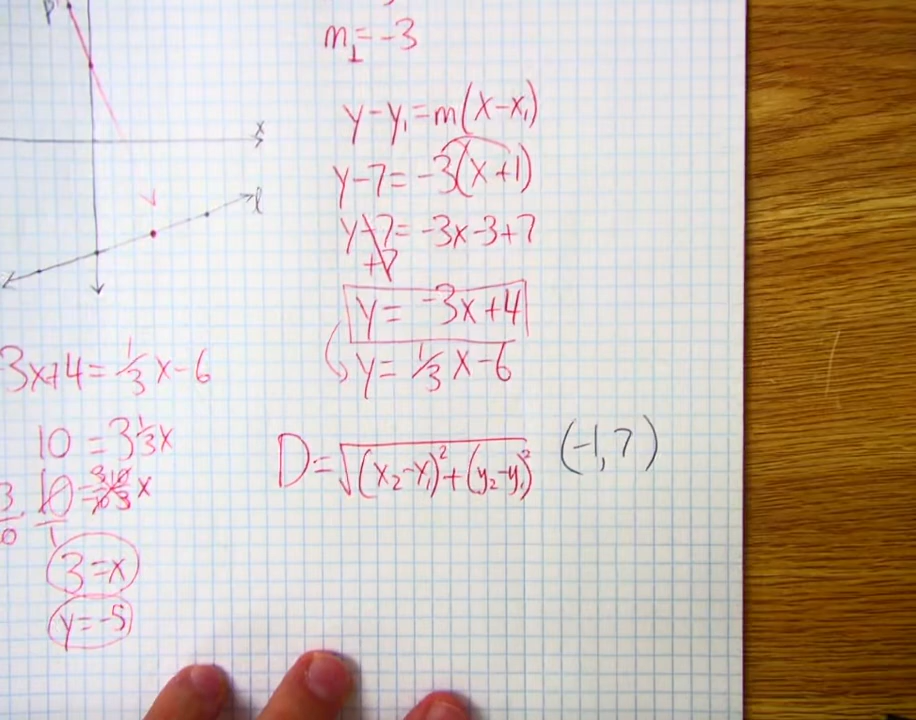 P
m⊥ = -3
y-y₁ = m(x-x₁)
y-7 = -3(x+1)
y-7 = -3x-3+7
+7
y = -3x+4
y = 1/3 x-6
x
l
3x+4 = 1/3 x-6
10 = 3 1/3 x
3 = x
y = -5
D = √(x₂-x₁)²+(y₂-y₁)²
(-1,7)